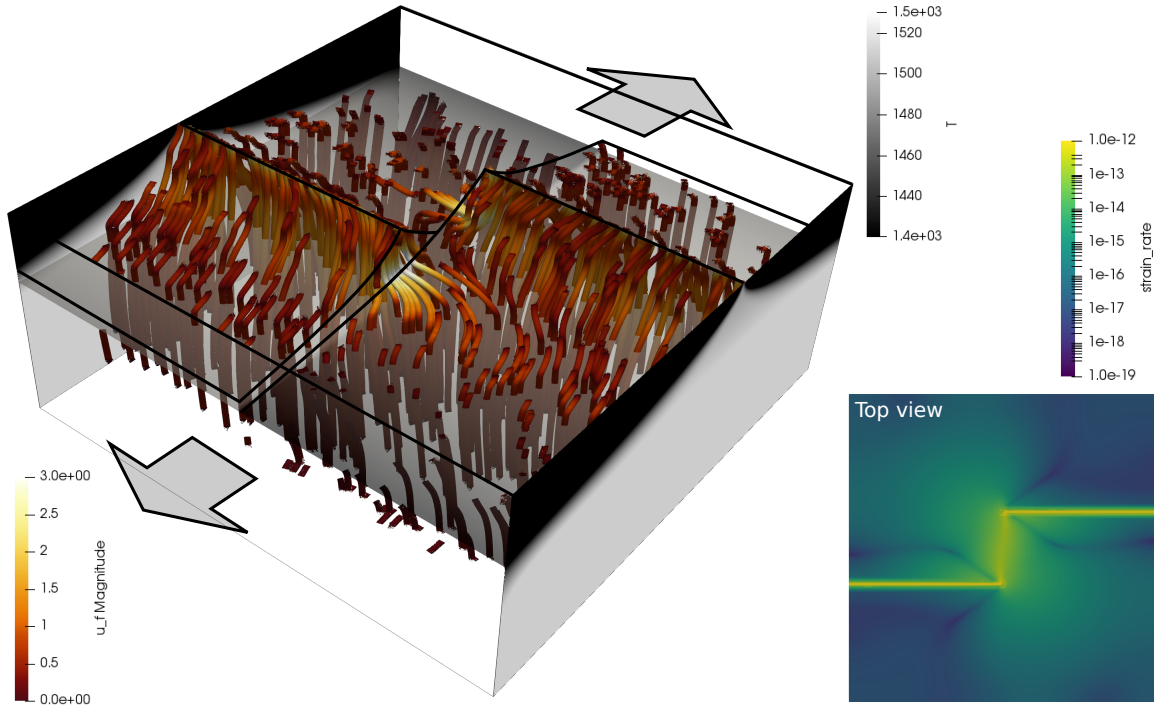 1.5e+03
1520
1500
1480
1460
1440
1.4e+03
T
1.0e-12
1e-13
1e-14
1e-15
1e-16
1e-17
1e-18
1.0e-19
strain_rate
Top view
3.0e+00
2.5
2
1.5
1
0.5
0.0e+00
u_f Magnitude